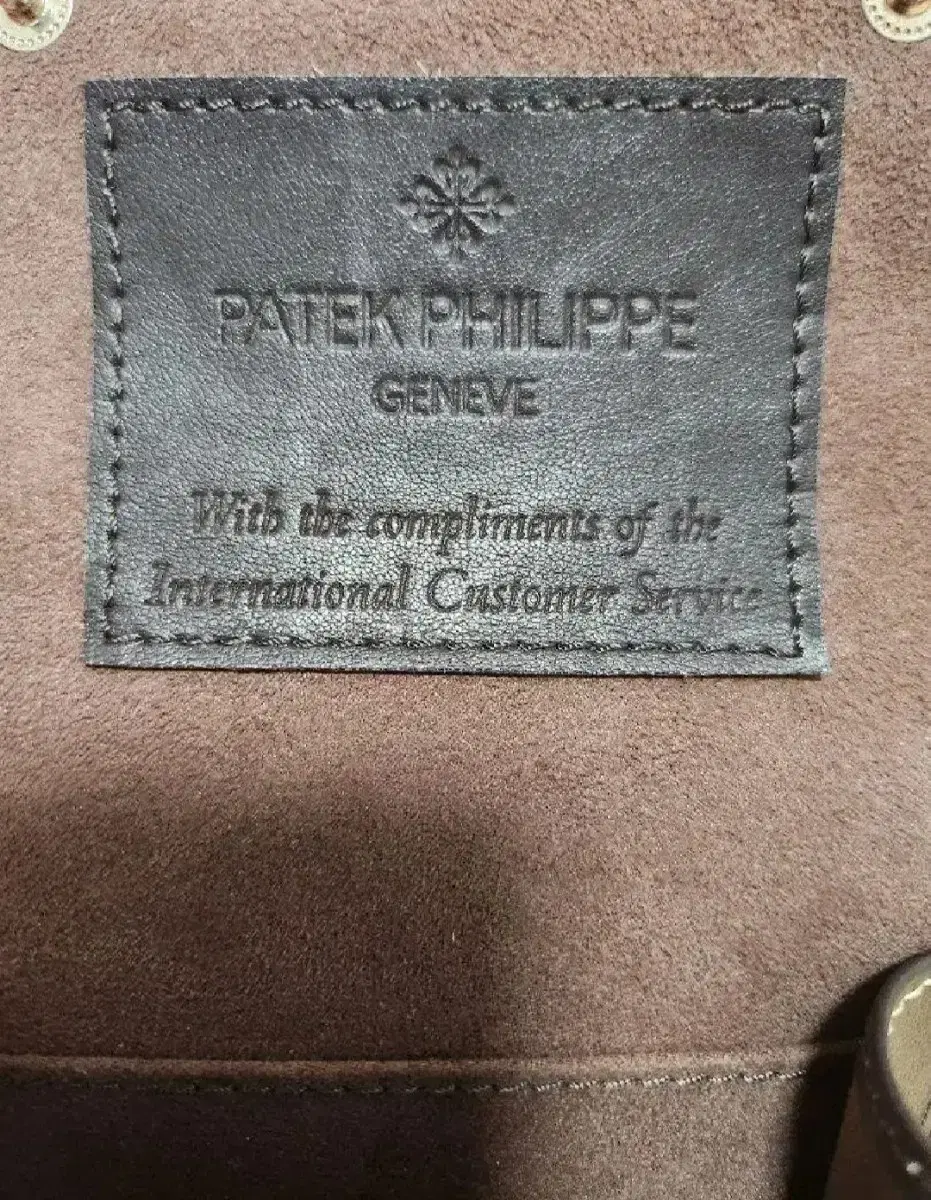 PATEK PHILIPPE
GENEVE
With the compliments of the
International Customer Service